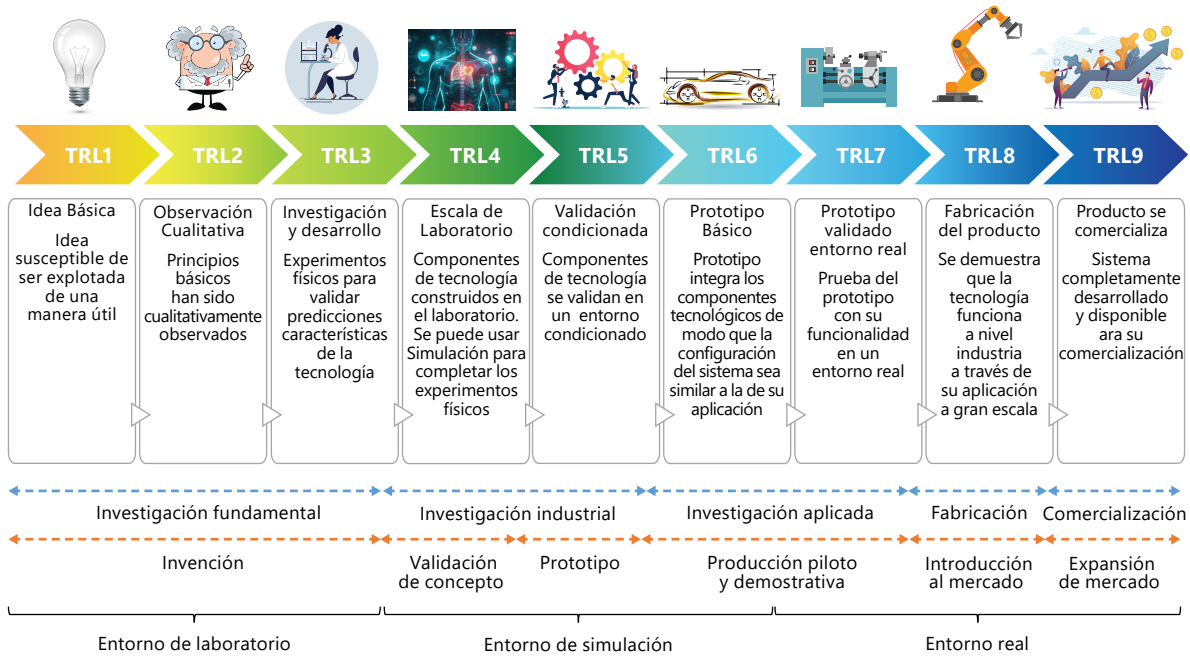 TRL1
TRL2
TRL3
TRL4
TRL5
TRL6
TRL7
TRL8
TRL9
Idea Básica
Idea
susceptible de
ser explotada
de una
manera útil
Observación
Cualitativa
Principios
básicos
han sido
cualitativamente
observados
Investigación
y desarrollo
Experimentos
físicos para
validar
predicciones
características
de la
tecnología
Escala de
Laboratorio
Componentes
de tecnología
construidos en
el laboratorio.
Se puede usar
Simulación para
completar los
experimentos
físicos
Validación
condicionada
Componentes
de tecnología
se validan en
un entorno
condicionado
Prototipo
Básico
Prototipo
integra los
componentes
tecnológicos de
modo que la
configuración
del sistema sea
similar a la de su
aplicación
Prototipo
validado
entorno real
Prueba del
prototipo
con su
funcionalidad
en un
entorno real
Fabricación
del producto
Se demuestra
que la
tecnología
funciona
a nivel
industria
a través de
su aplicación
a gran escala
Producto se
comercializa
Sistema
completamente
desarrollado
y disponible
ara su
comercialización
Investigación fundamental
Investigación industrial
Investigación aplicada
Fabricación
Comercialización
Invención
Validación
de concepto
Prototipo
Producción piloto
y demostrativa
Introducción
al mercado
Expansión
de mercado
Entorno de laboratorio
Entorno de simulación
Entorno real